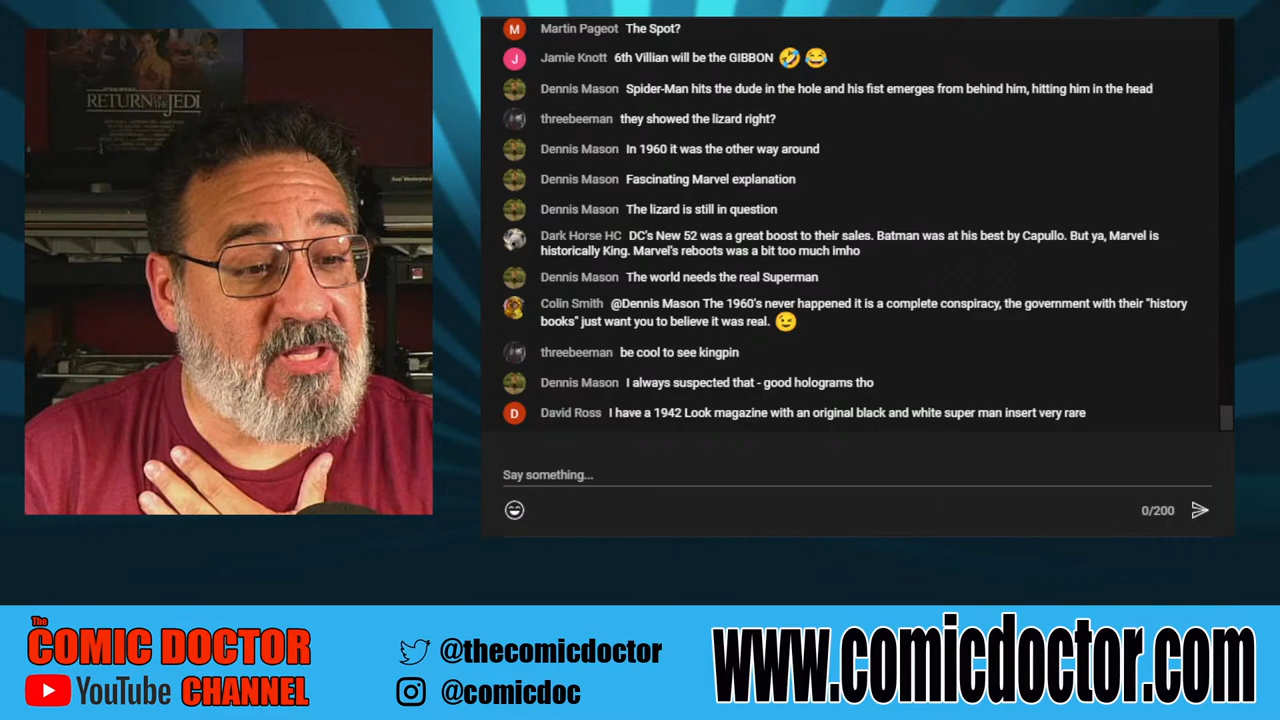 RETURN OF THE JEDI
Martin Pageot The Spot?
Jamie Knott 6th Villian will be the GIBBON 🤣 😂
Dennis Mason Spider-Man hits the dude in the hole and his fist emerges from behind him, hitting him in the head
threebeeman they showed the lizard right?
Dennis Mason In 1960 it was the other way around
Dennis Mason Fascinating Marvel explanation
Dennis Mason The lizard is still in question
Dark Horse HC DC's New 52 was a great boost to their sales. Batman was at his best by Capullo. But ya, Marvel is
historically King. Marvel's reboots was a bit too much imho
Dennis Mason The world needs the real Superman
Colin Smith @Dennis Mason The 1960's never happened it is a complete conspiracy, the government with their "history
books" just want you to believe it was real. 😉
threebeeman be cool to see kingpin
Dennis Mason I always suspected that - good holograms tho
D David Ross I have a 1942 Look magazine with an original black and white super man insert very rare
Say something...
0/200
The
COMIC DOCTOR
YouTube CHANNEL
@thecomicdoctor
@comicdoc
www.comicdoctor.com